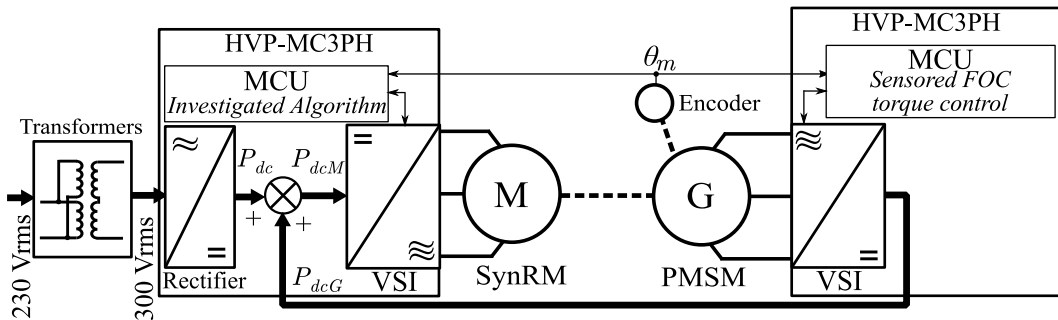 HVP-MC3PH
MCU
Investigated Algorithm
θm
HVP-MC3PH
MCU
Sensored FOC
torque control
Encoder
Transformers
230 Vrms
300 Vrms
Rectifier
Pdc
+
PdcM
+
PdcG
VSI
M
SynRM
G
PMSM
VSI